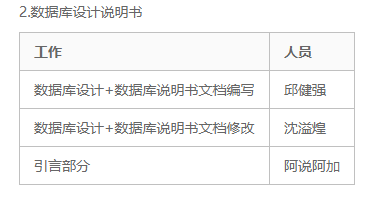 2.数据库设计说明书
工作 人员
数据库设计+数据库说明书文档编写 邱健强
数据库设计+数据库说明书文档修改 沈溢煌
引言部分 阿说阿加